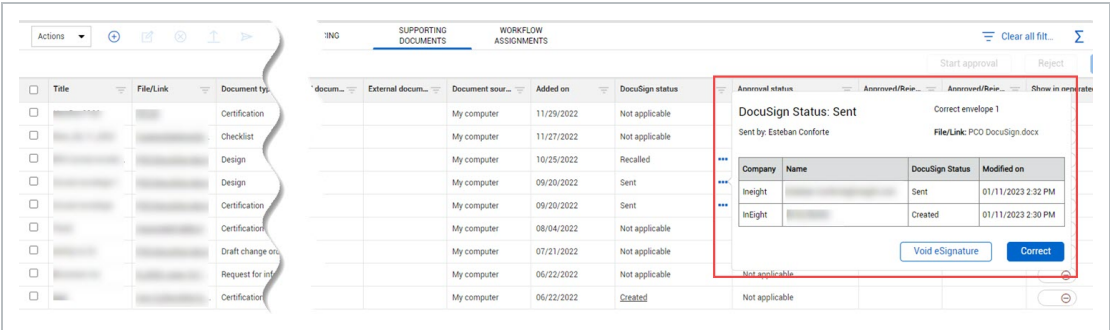 Actions
ING
SUPPORTING DOCUMENTS
WORKFLOW ASSIGNMENTS
Clear all filt...
Σ
Start approval
Reject
Title
File/Link
Document typ
docum...
External docum...
Document sour...
Added on
DocuSign status
Approval status
Approved/Reje...
Approved/Reje...
Show in generate
Certification
My computer
11/29/2022
Not applicable
Checklist
My computer
11/27/2022
Not applicable
Design
My computer
10/25/2022
Recalled
Design
My computer
09/20/2022
Sent
Certification
My computer
09/20/2022
Sent
Certification
My computer
08/04/2022
Not applicable
Draft change ord
My computer
07/21/2022
Not applicable
Request for inf
My computer
06/22/2022
Not applicable
Not applicable
Certification
My computer
06/22/2022
Created
Not applicable
DocuSign Status: Sent
Correct envelope 1
Sent by: Esteban Conforte
File/Link: PCO DocuSign.docx
Company
Name
DocuSign Status
Modified on
Ineight
Sent
01/11/2023 2:32 PM
InEight
Created
01/11/2023 2:30 PM
Void eSignature
Correct